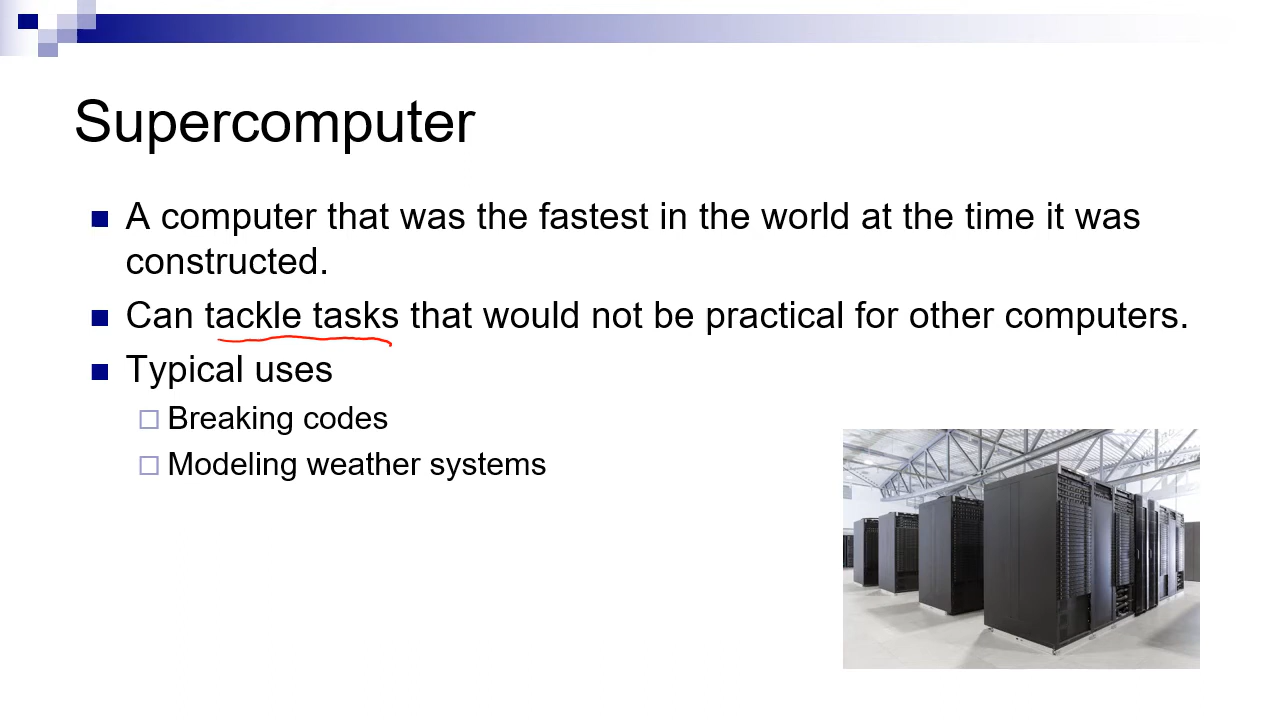 Supercomputer
A computer that was the fastest in the world at the time it was
constructed.
Can tackle tasks that would not be practical for other computers.
Typical uses
Breaking codes
Modeling weather systems